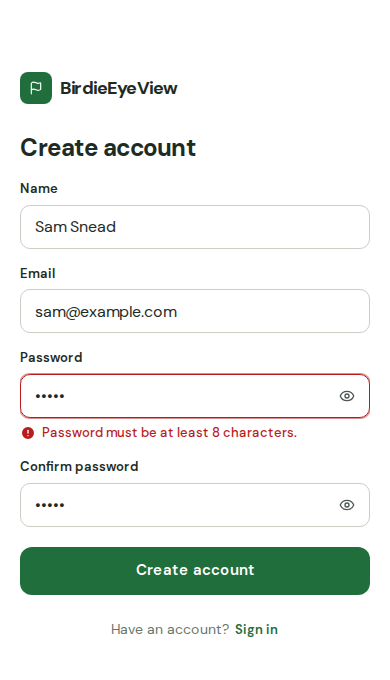 BirdieEyeView
Create account
Name
Sam Snead
Email
sam@example.com
Password
•••••
Password must be at least 8 characters.
Confirm password
•••••
Create account
Have an account? Sign in